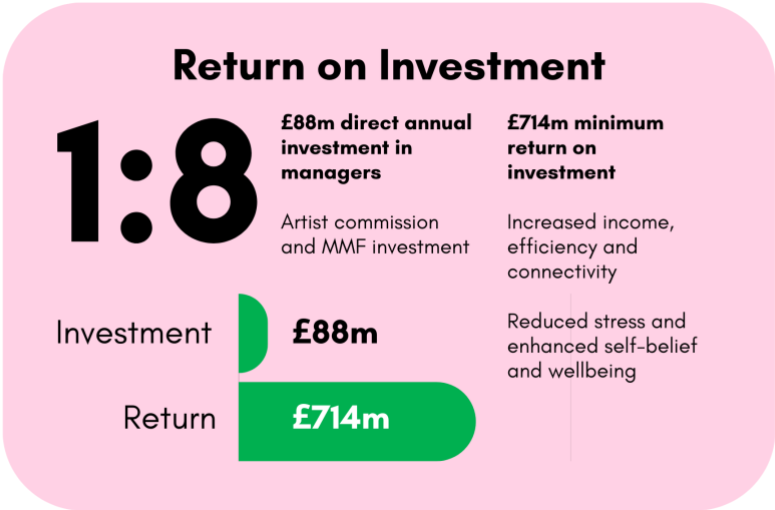 Return on Investment
1:8
£88m direct annual
investment in
managers
Artist commission
and MMF investment
£714m minimum
return on
investment
Increased income,
efficiency and
connectivity
Reduced stress and
enhanced self-belief
and wellbeing
Investment
£88m
Return
£714m